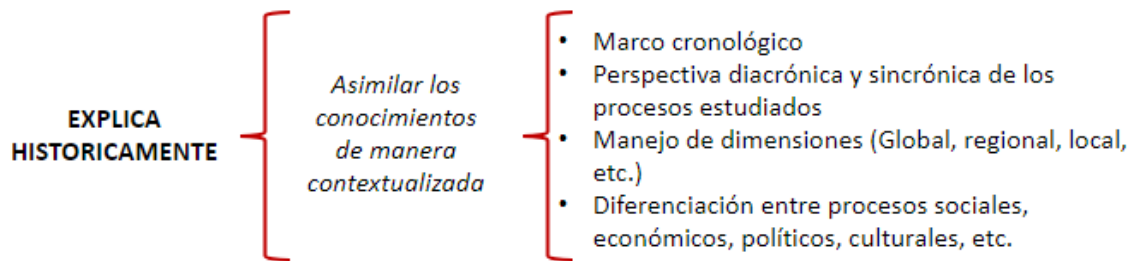 EXPLICA
HISTORICAMENTE
Asimilar los
conocimientos
de manera
contextualizada
• Marco cronológico
• Perspectiva diacrónica y sincrónica de los
procesos estudiados
• Manejo de dimensiones (Global, regional, local,
etc.)
• Diferenciación entre procesos sociales,
económicos, políticos, culturales, etc.